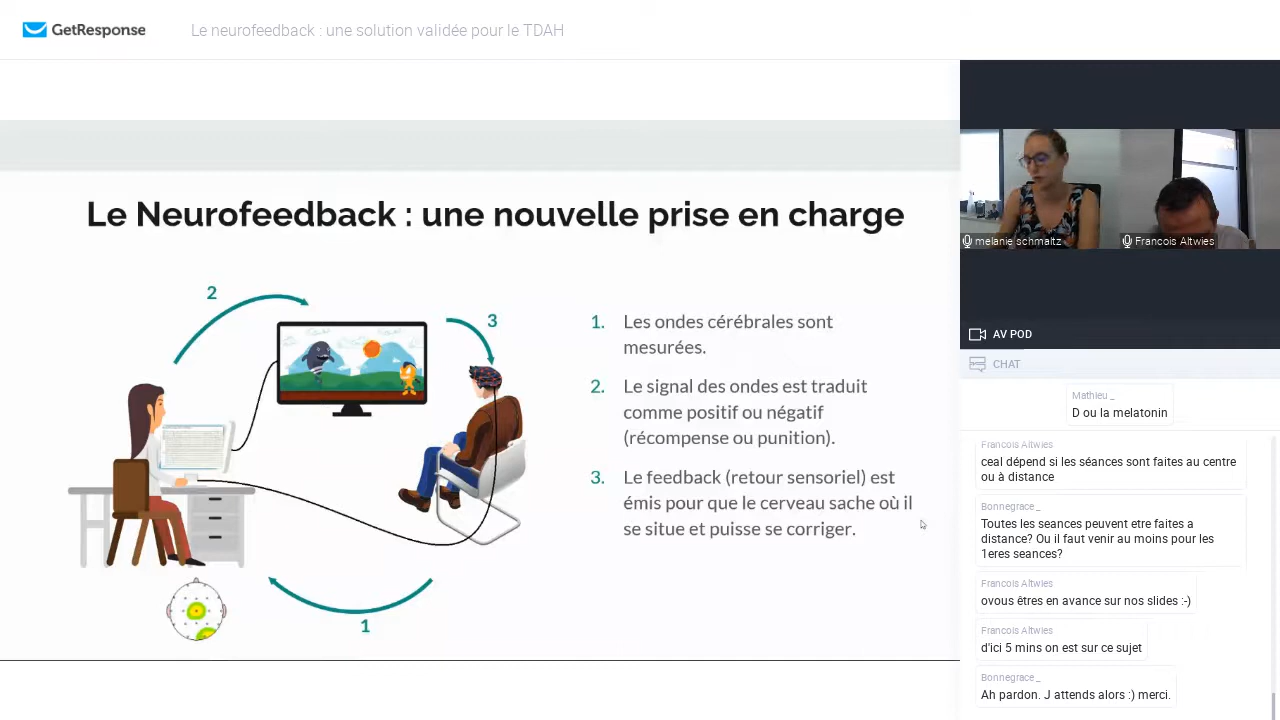 GetResponse
Le neurofeedback : une solution validée pour le TDAH
Le Neurofeedback : une nouvelle prise en charge
2
3
1
1. Les ondes cérébrales sont
mesurées.
2. Le signal des ondes est traduit
comme positif ou négatif
(récompense ou punition).
3. Le feedback (retour sensoriel) est
émis pour que le cerveau sache où il
se situe et puisse se corriger.
melanie schmaltz
Francois Altwies
AV POD
CHAT
Mathieu _
D ou la melatonin
Francois Altwies
ceal dépend si les séances sont faites au centre
ou à distance
Bonnegrace _
Toutes les seances peuvent etre faites a
distance? Ou il faut venir au moins pour les
1eres seances?
Francois Altwies
ovous êtres en avance sur nos slides :-)
Francois Altwies
d'ici 5 mins on est sur ce sujet
Bonnegrace _
Ah pardon. J attends alors :) merci.